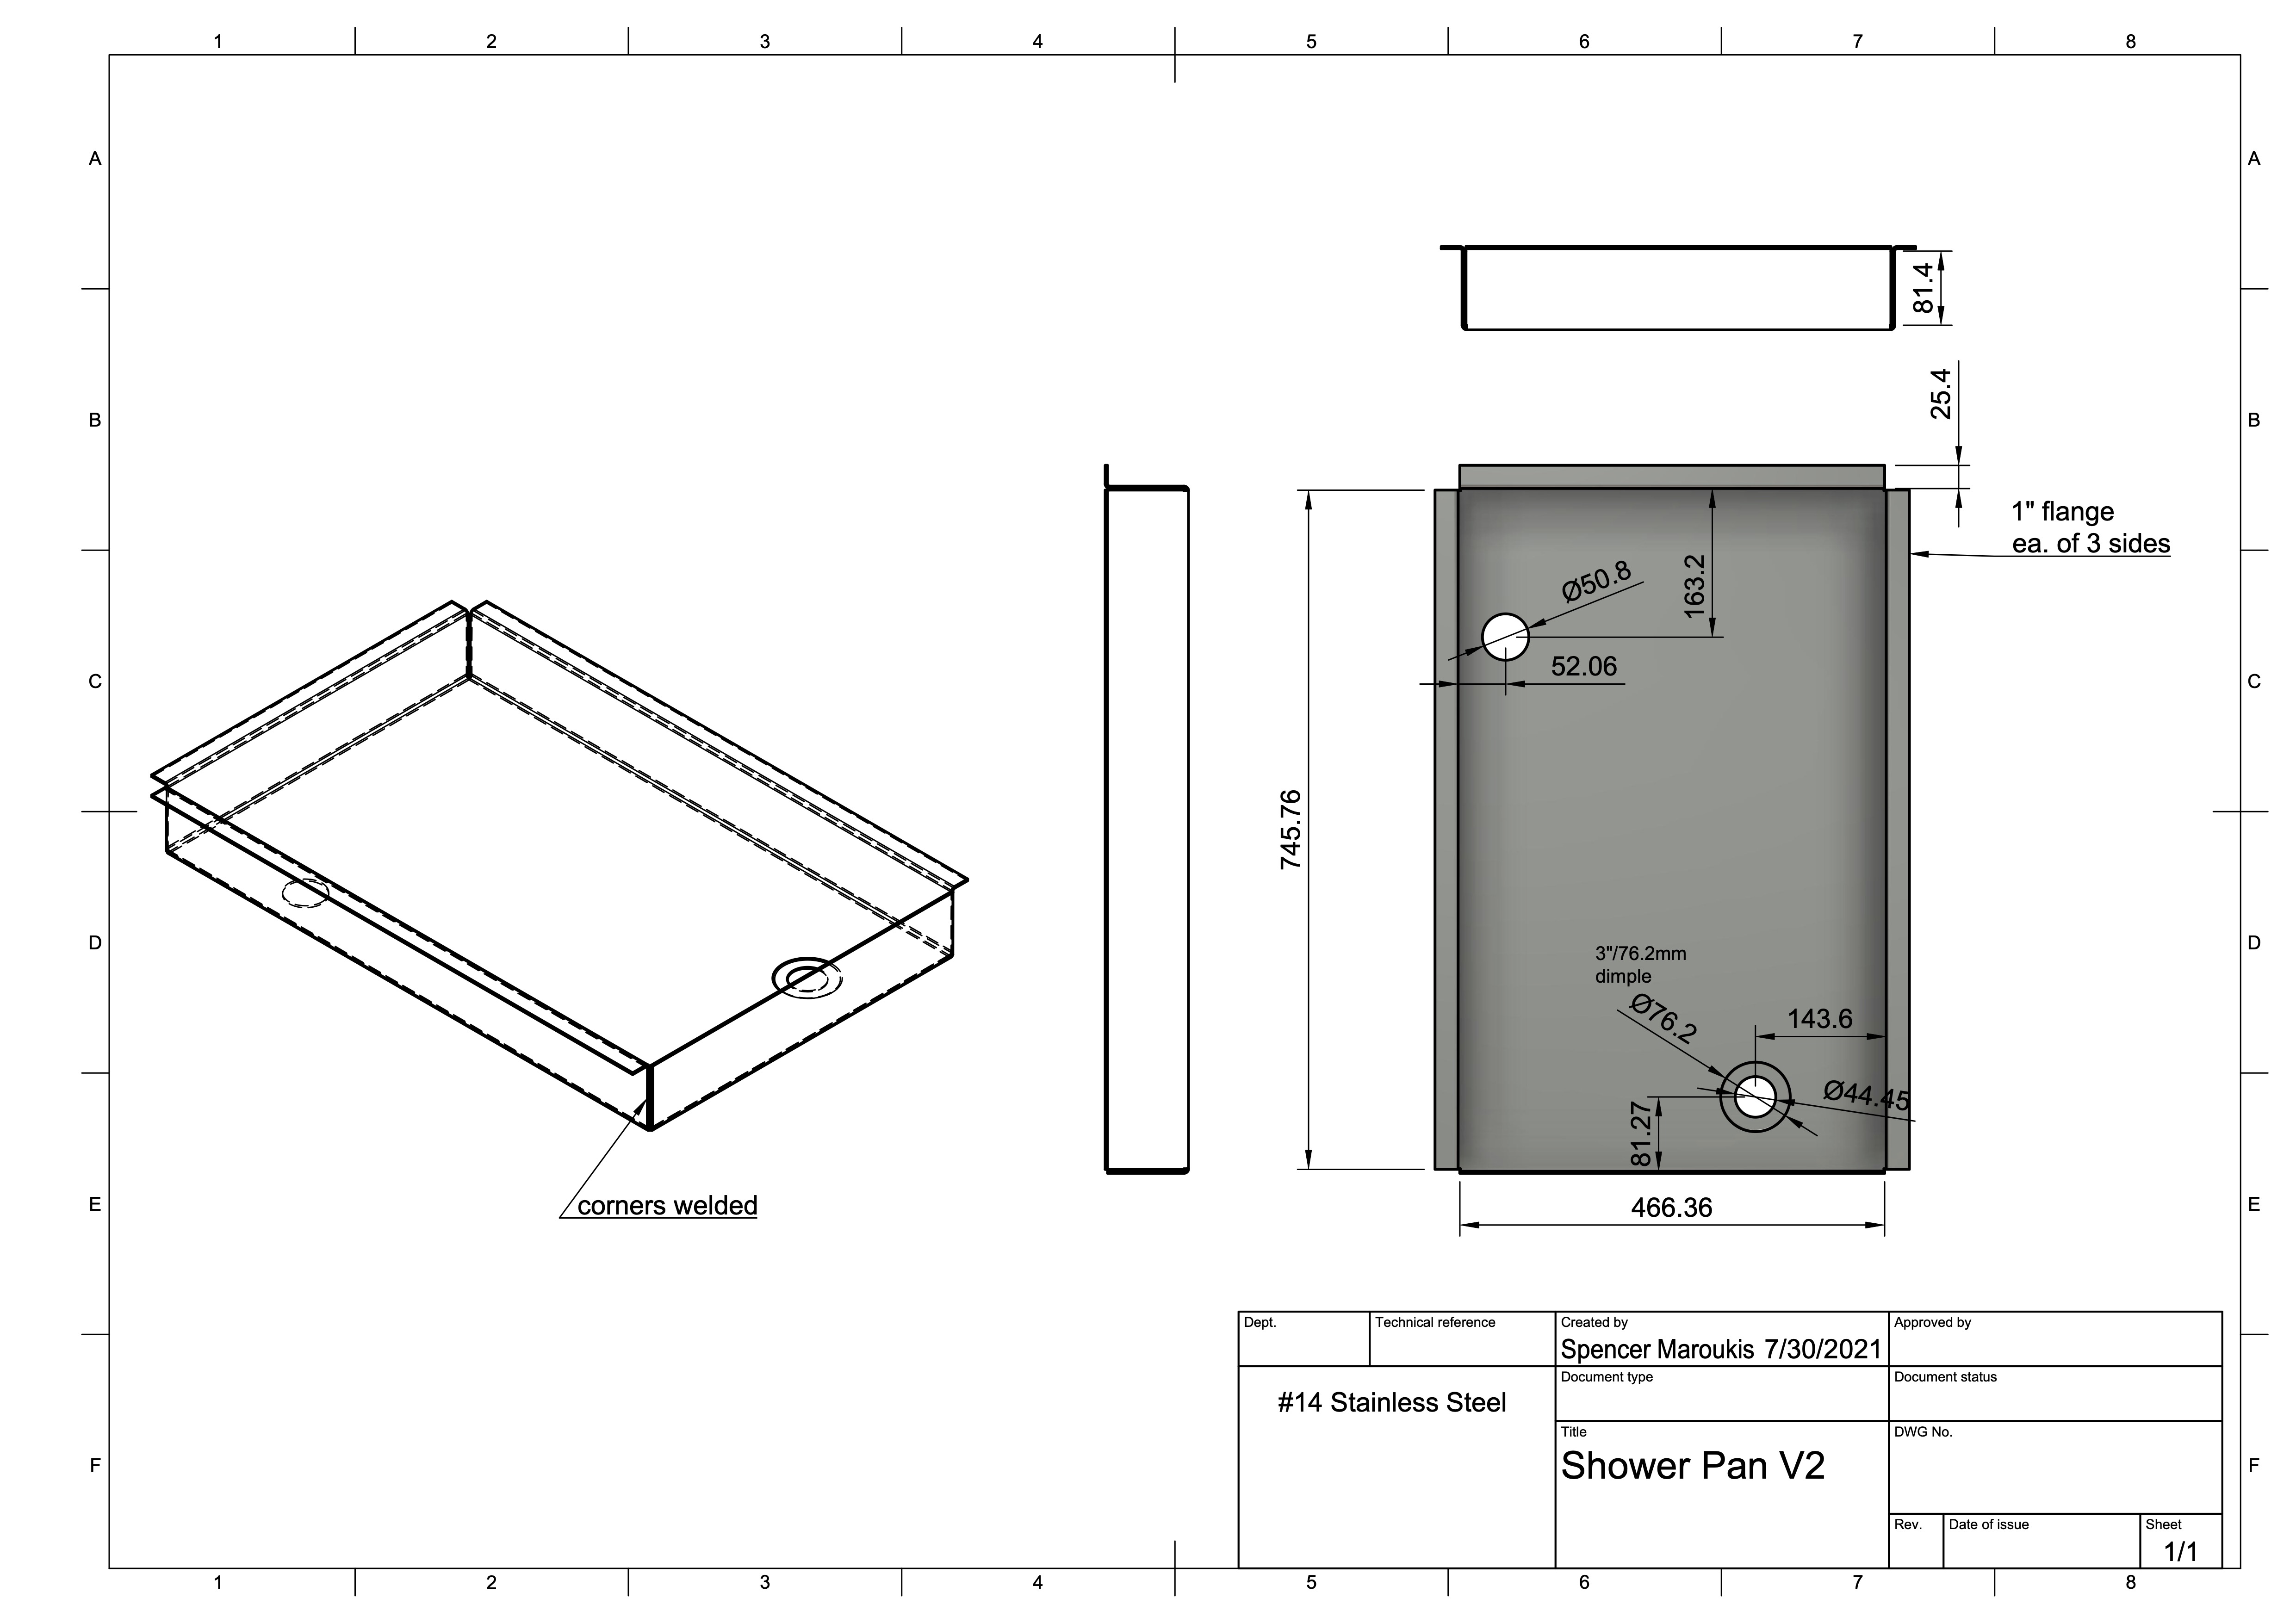 1 2 3 4 5 6 7 8
A A
81.4
25.4
B B
1" flange
ea. of 3 sides
163.2
Ø50.8
52.06
C C
745.76
D D
3"/76.2mm
dimple
Ø76.2
143.6
Ø44.45
81.27
corners welded
E E
466.36
Dept. Technical reference Created by Approved by
Spencer Maroukis 7/30/2021
Document type Document status
#14 Stainless Steel
Title DWG No.
Shower Pan V2
F F
Rev. Date of issue Sheet
1/1
1 2 3 4 5 6 7 8